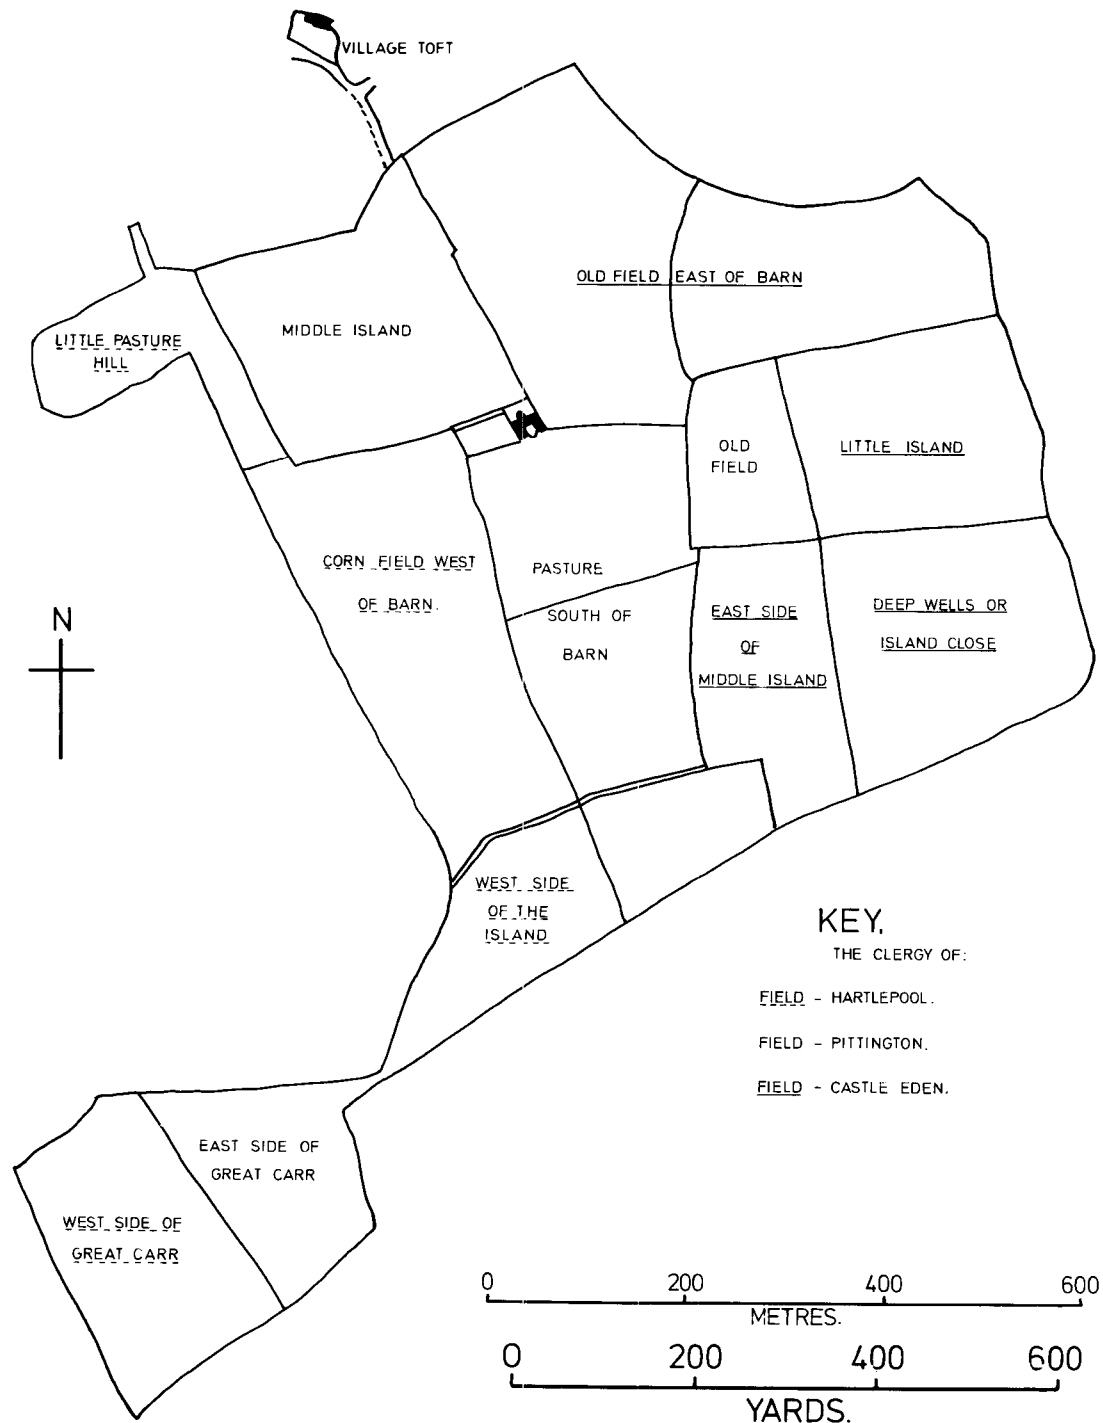 VILLAGE TOFT
OLD FIELD EAST OF BARN
MIDDLE ISLAND
LITTLE PASTURE
HILL
OLD
FIELD
LITTLE ISLAND
CORN FIELD WEST
OF BARN.
PASTURE
SOUTH OF
BARN
EAST SIDE
OF
MIDDLE ISLAND
DEEP WELLS OR
ISLAND CLOSE
N
WEST SIDE
OF THE
ISLAND
KEY.
THE CLERGY OF:
FIELD - HARTLEPOOL.
FIELD - PITTINGTON.
FIELD - CASTLE EDEN.
EAST SIDE OF
GREAT CARR
WEST SIDE OF
GREAT CARR
0 200 400 600
METRES.
0 200 400 600
YARDS.